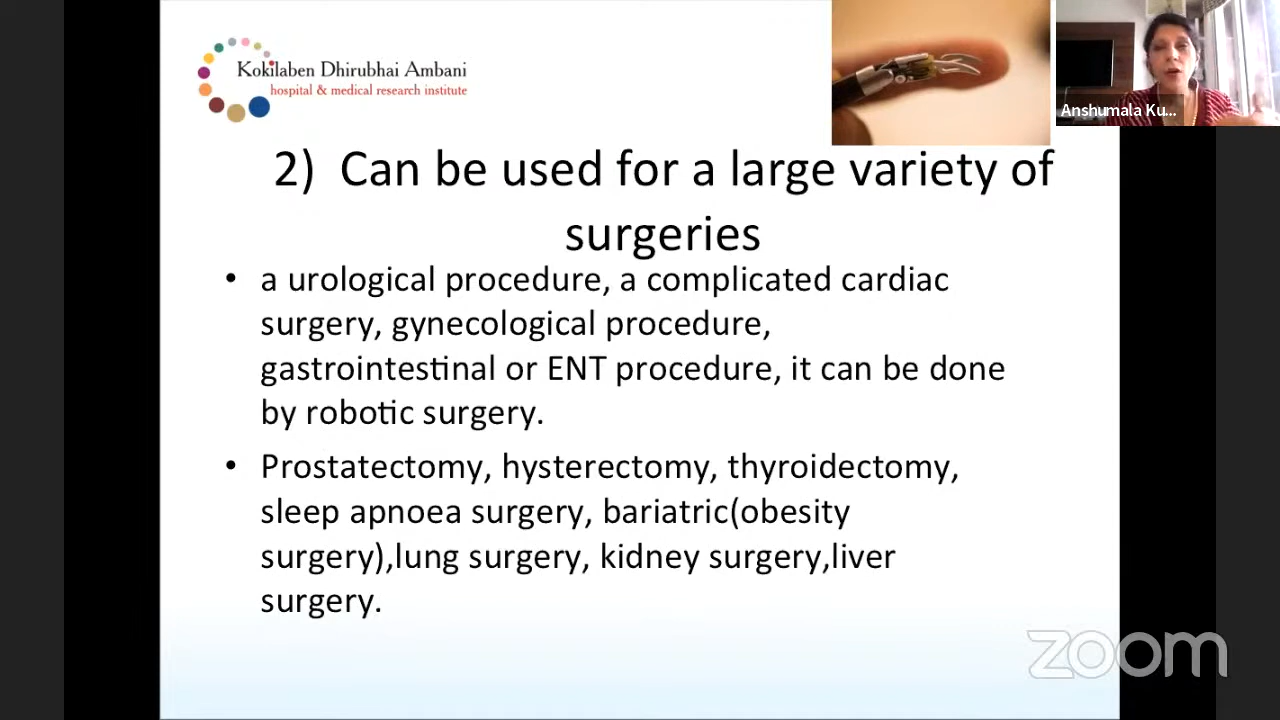 Kokilaben Dhirubhai Ambani
hospital & medical research institute
Anshumala Ku...
2) Can be used for a large variety of
surgeries
• a urological procedure, a complicated cardiac
surgery, gynecological procedure,
gastrointestinal or ENT procedure, it can be done
by robotic surgery.
• Prostatectomy, hysterectomy, thyroidectomy,
sleep apnoea surgery, bariatric(obesity
surgery),lung surgery, kidney surgery,liver
surgery.
zoom